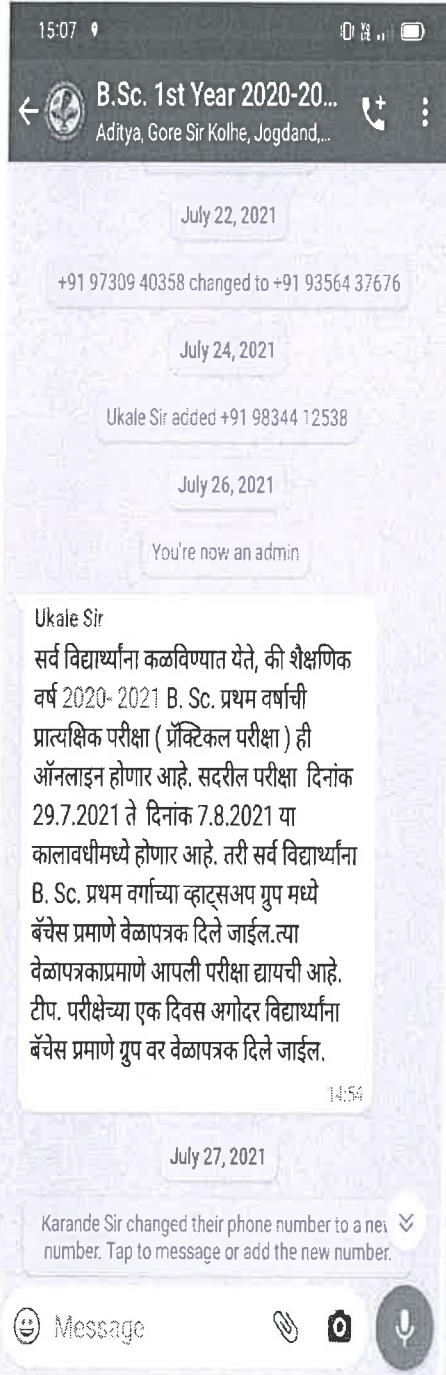 15:07
B.Sc. 1st Year 2020-20...
Aditya, Gore Sir Kolhe, Jogdand,...
July 22, 2021
+91 97309 40358 changed to +91 93564 37676
July 24, 2021
Ukale Sir added +91 98344 12538
July 26, 2021
You're now an admin
Ukale Sir
सर्व विद्यार्थ्यांना कळविण्यात येते, की शैक्षणिक
वर्ष 2020- 2021 B. Sc. प्रथम वर्षाची
प्रात्यक्षिक परीक्षा ( प्रॅक्टिकल परीक्षा ) ही
ऑनलाइन होणार आहे. सदरील परीक्षा दिनांक
29.7.2021 ते दिनांक 7.8.2021 या
कालावधीमध्ये होणार आहे. तरी सर्व विद्यार्थ्यांना
B. Sc. प्रथम वर्गाच्या व्हाट्सअप ग्रुप मध्ये
बॅचेस प्रमाणे वेळापत्रक दिले जाईल.त्या
वेळापत्रकाप्रमाणे आपली परीक्षा द्यायची आहे.
टीप. परीक्षेच्या एक दिवस अगोदर विद्यार्थ्यांना
बॅचेस प्रमाणे ग्रुप वर वेळापत्रक दिले जाईल.
14:54
July 27, 2021
Karande Sir changed their phone number to a new
number. Tap to message or add the new number.
Message